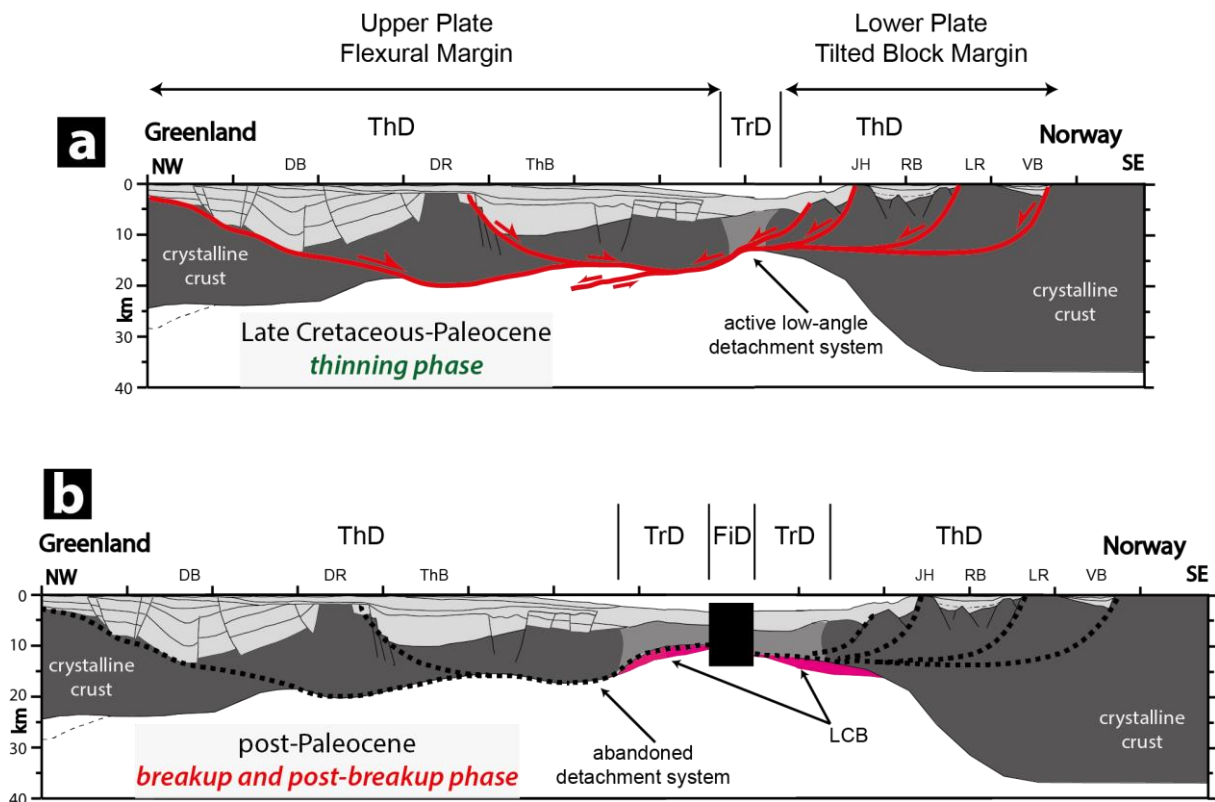 Upper Plate
Flexural Margin
Lower Plate
Tilted Block Margin
a
Greenland
ThD
TrD
ThD
Norway
NW
DB
DR
ThB
JH
RB
LR
VB
SE
0
10
20
30
40
km
crystalline
crust
crystalline
crust
active low-angle
detachment system
Late Cretaceous-Paleocene
thinning phase
b
Greenland
ThD
TrD
FiD
TrD
ThD
Norway
NW
DB
DR
ThB
JH
RB
LR
VB
SE
0
10
20
30
40
km
crystalline
crust
crystalline
crust
LCB
abandoned
detachment system
post-Paleocene
breakup and post-breakup phase